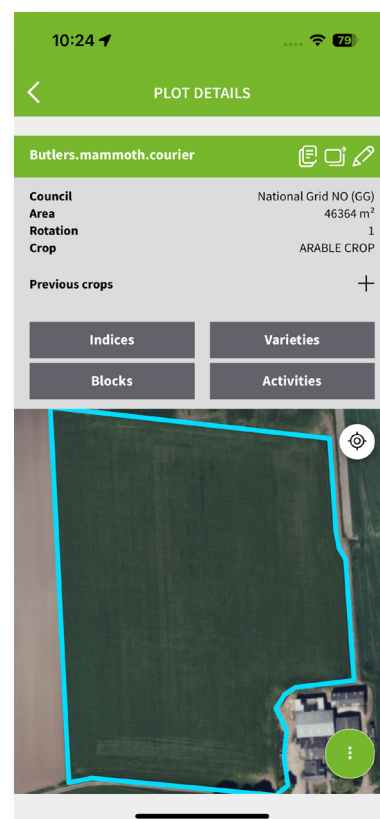 10:24
79
PLOT DETAILS
Butlers.mammoth.courier
Council National Grid NO (GG)
Area 46364 m²
Rotation 1
Crop ARABLE CROP
Previous crops
Indices Varieties
Blocks Activities